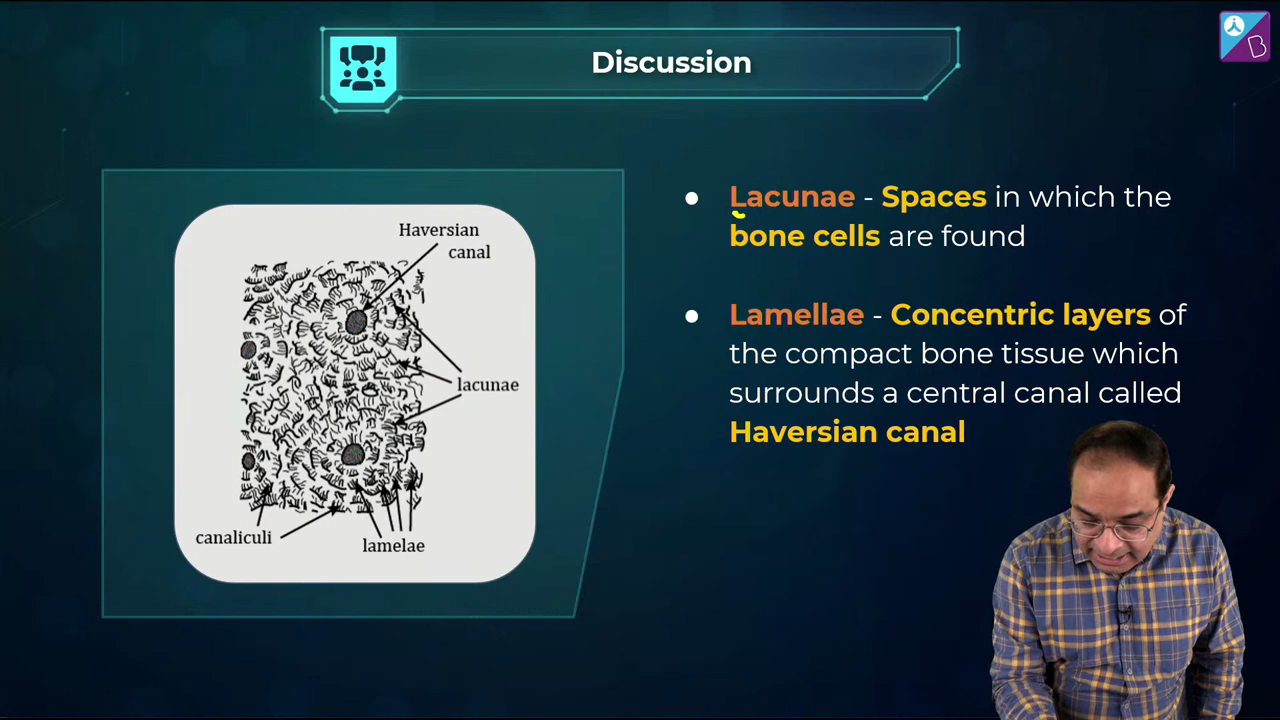 Discussion
Haversian
canal
lacunae
canaliculi
lamelae
● Lacunae - Spaces in which the
bone cells are found
● Lamellae - Concentric layers of
the compact bone tissue which
surrounds a central canal called
Haversian canal
B